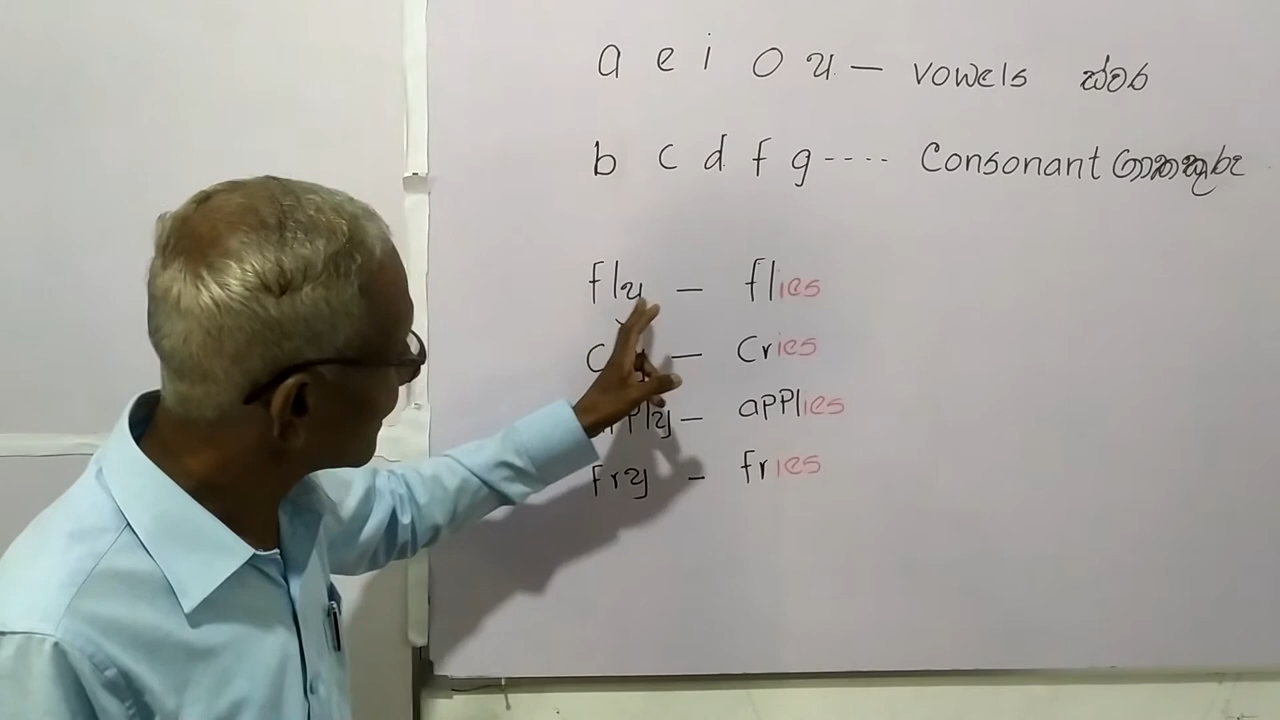 a e i o u — vowels ස්වර
b c d f g ---- Consonant
fly — flies
— Cries
— applies
fry - fries